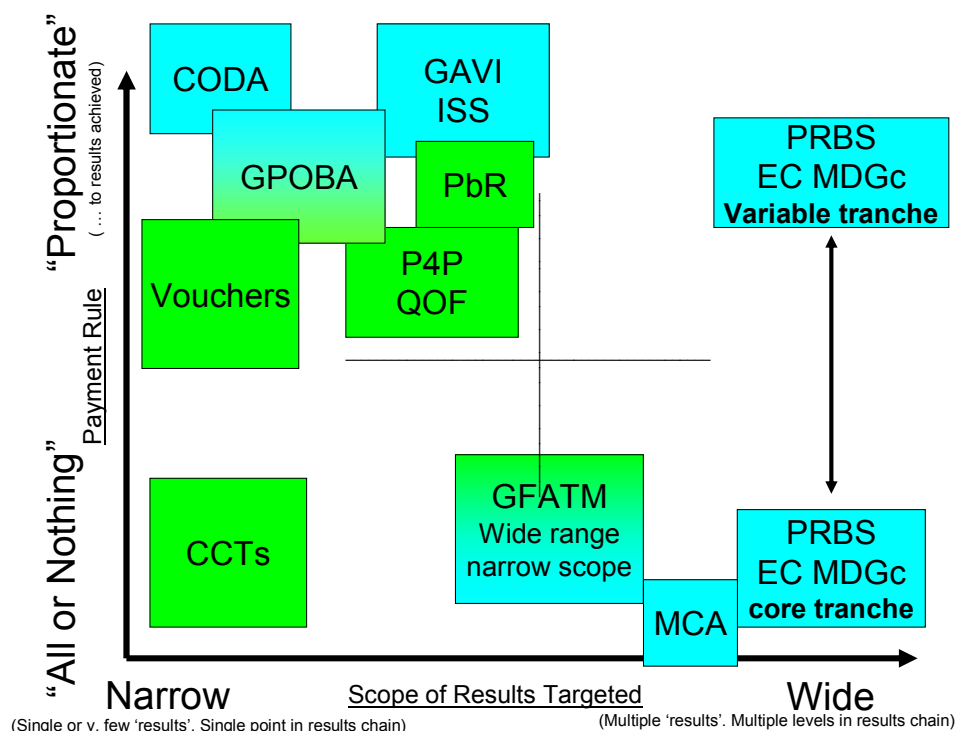 “Proportionate”
( … to results achieved)
Payment Rule
“All or Nothing”
CODA
GAVI
ISS
GPOBA
PbR
PRBS
EC MDGc
Variable tranche
Vouchers
P4P
QOF
CCTs
GFATM
Wide range
narrow scope
PRBS
EC MDGc
core tranche
MCA
Narrow
Scope of Results Targeted
Wide
(Single or v. few ‘results’. Single point in results chain)
(Multiple ‘results’. Multiple levels in results chain)